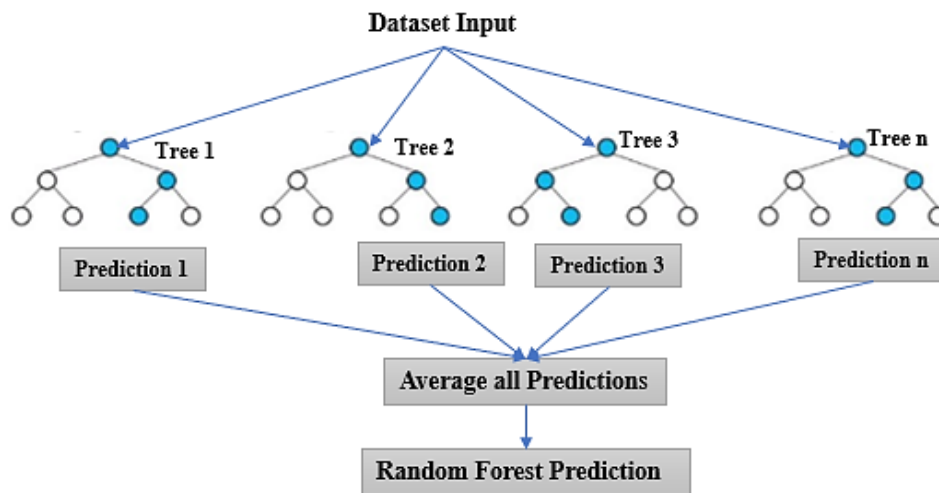 Dataset Input
Tree 1
Tree 2
Tree 3
Tree n
Prediction 1
Prediction 2
Prediction 3
Prediction n
Average all Predictions
Random Forest Prediction